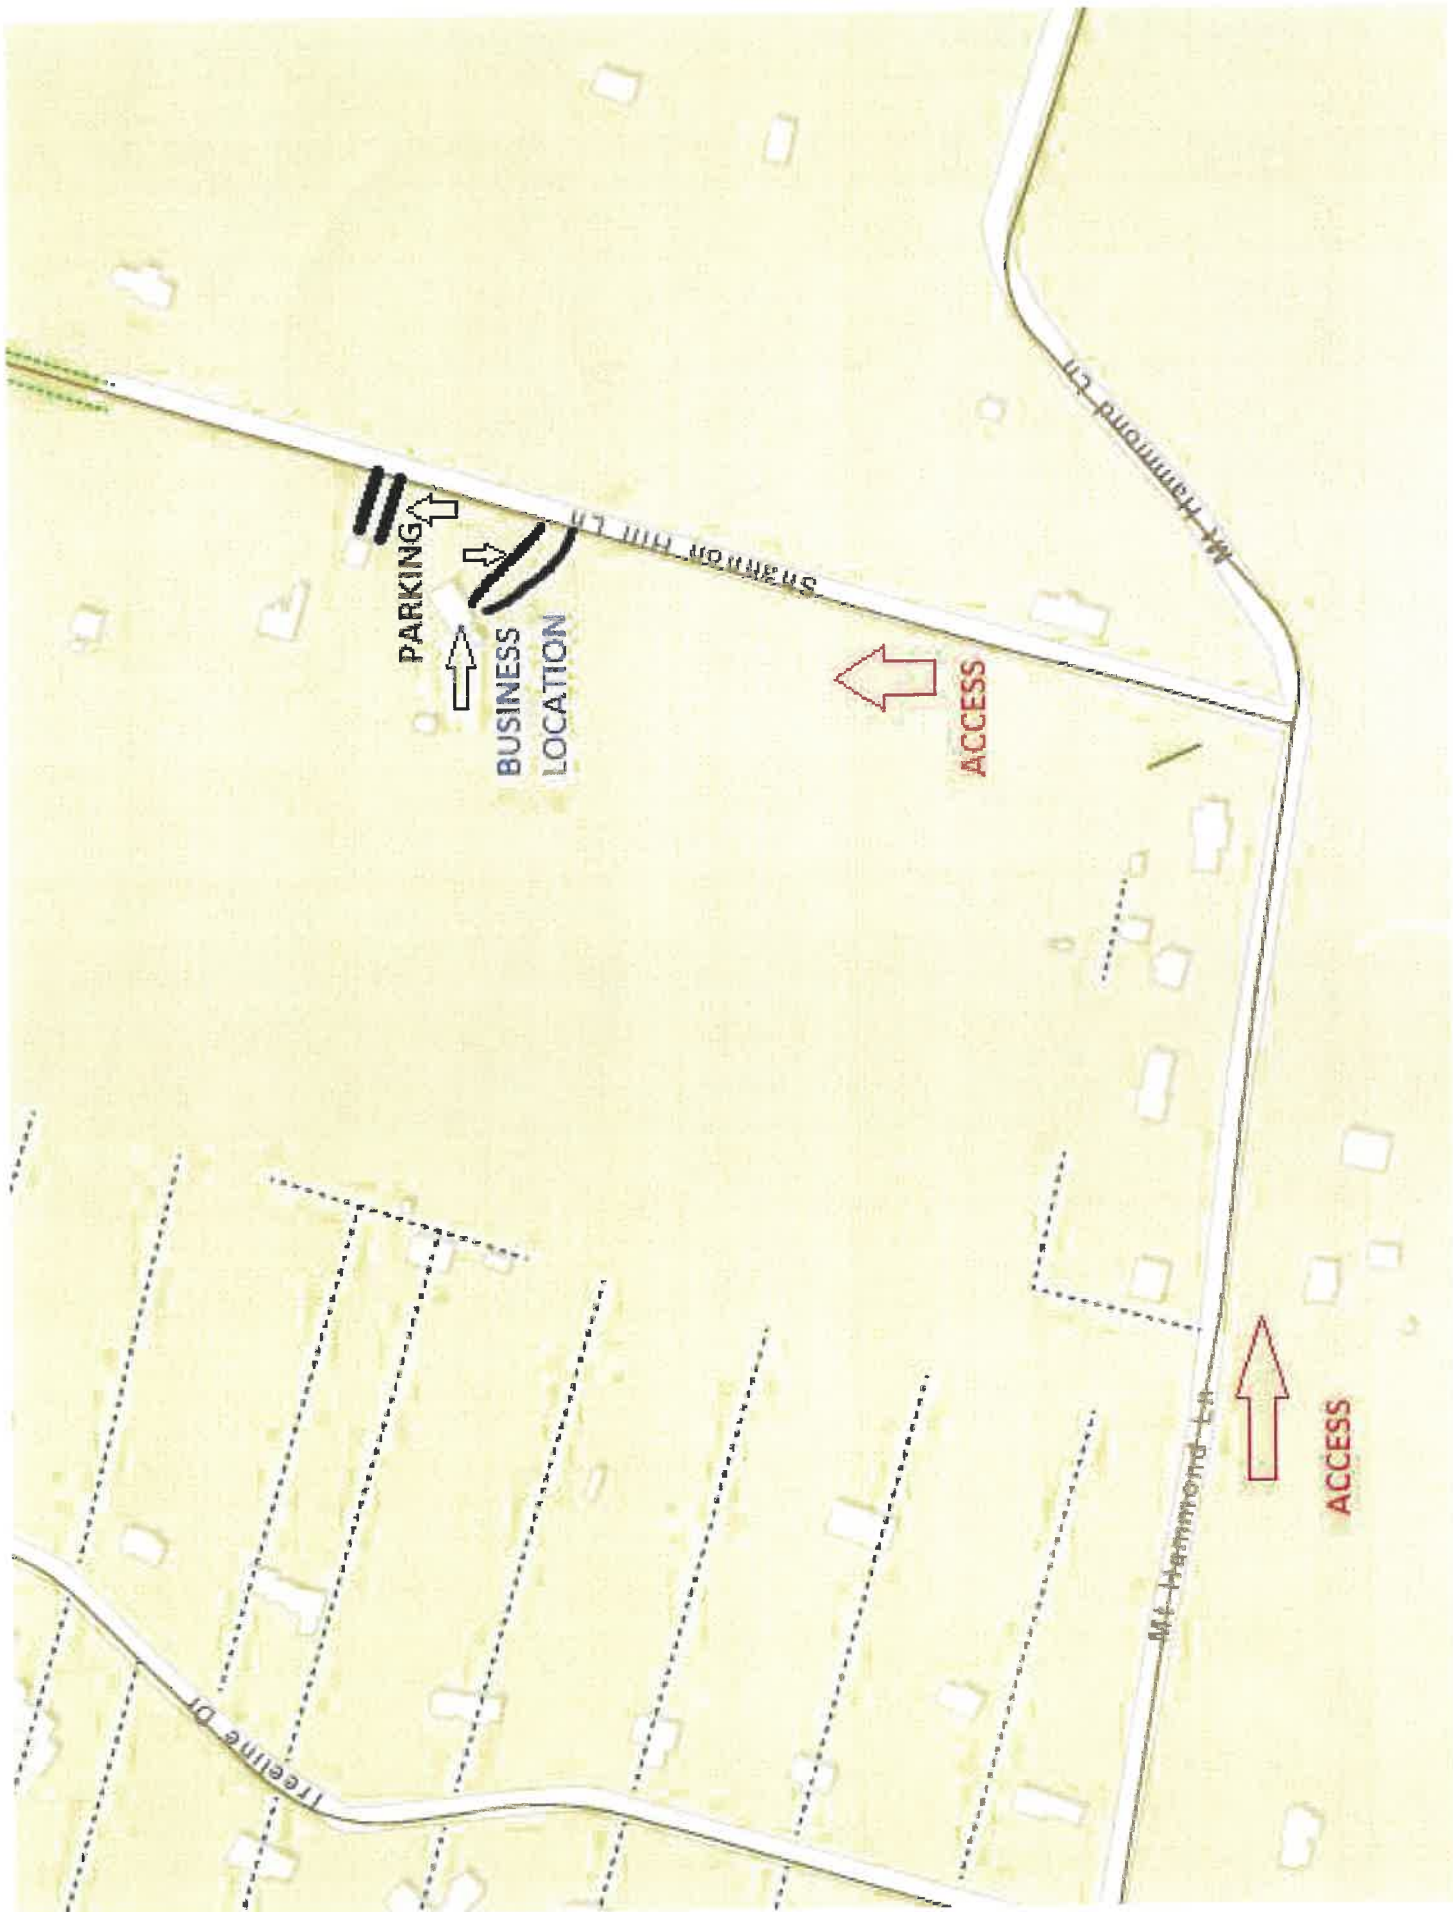 Treeline Dr
Mt Hammond Ln
ACCESS
BUSINESS
LOCATION
PARKING
Shannon Hill Ln
ACCESS
Mt Hammond Ln